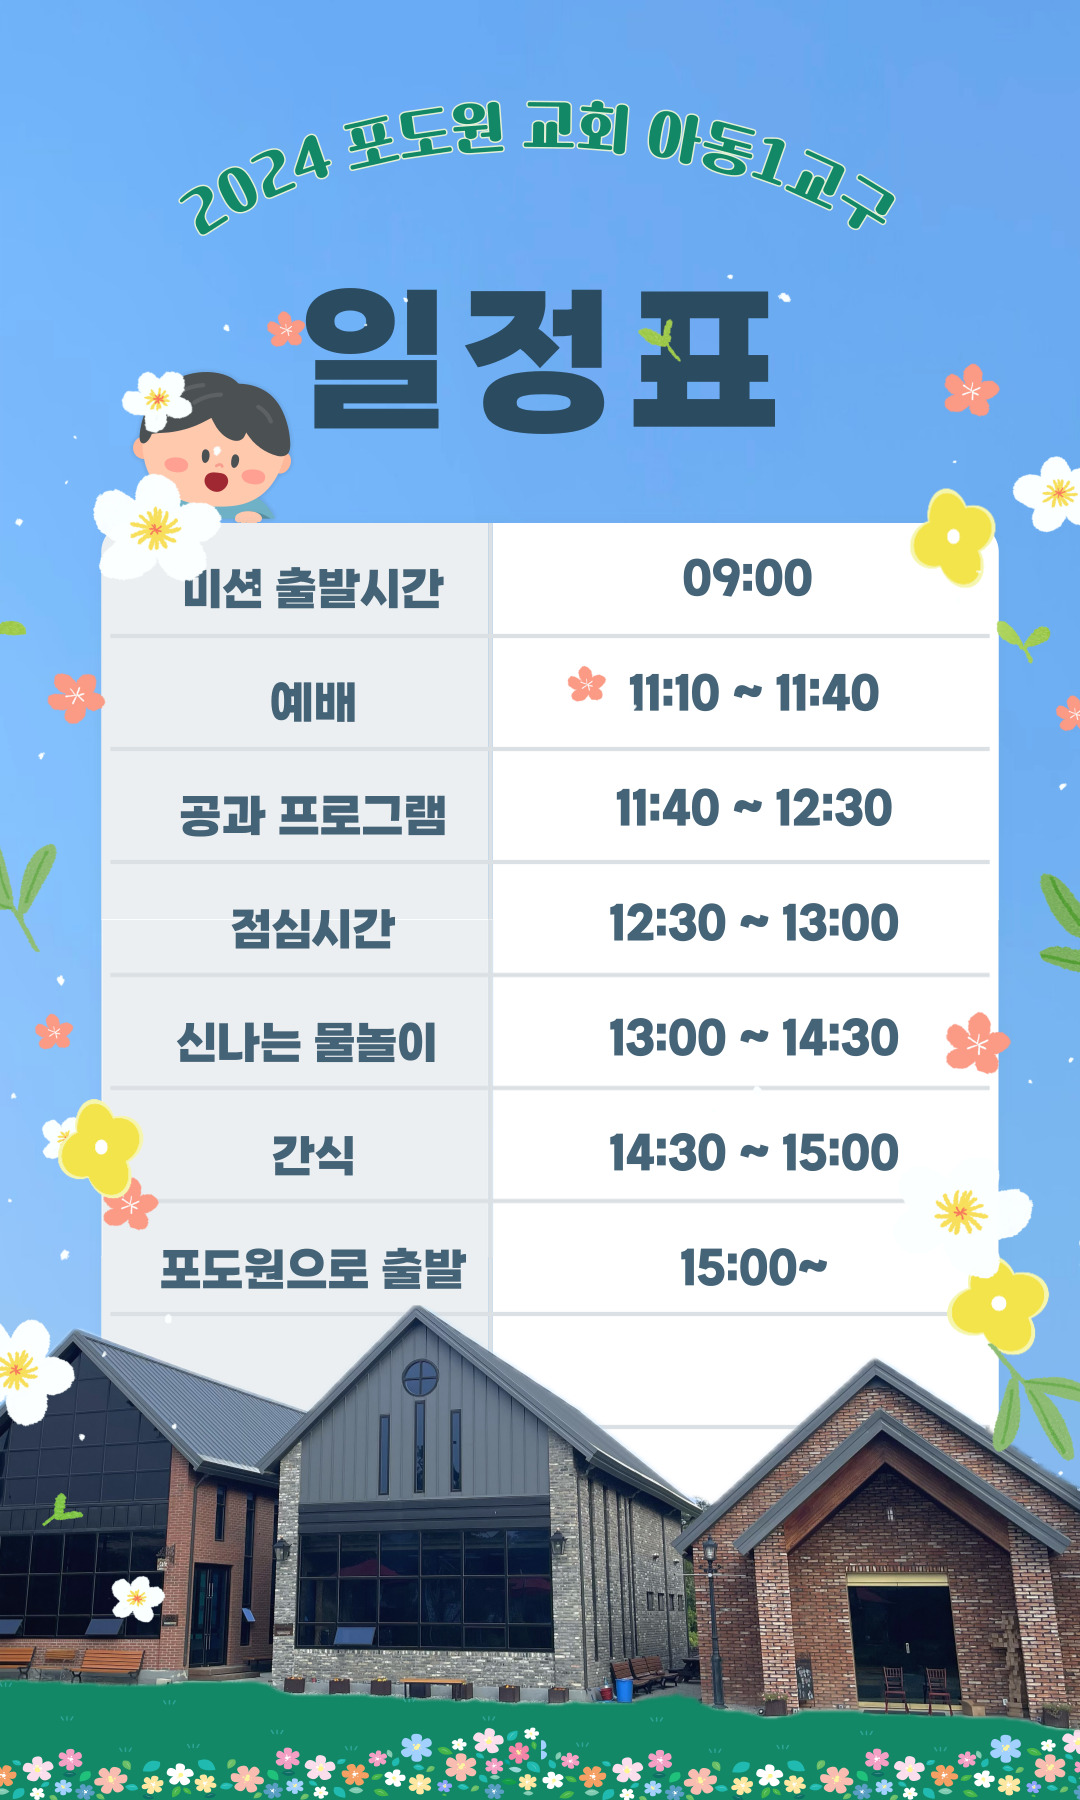 2024 포도원 교회 아동1교구
일정표
미션 출발시간 09:00
예배 11:10 ~ 11:40
공과 프로그램 11:40 ~ 12:30
점심시간 12:30 ~ 13:00
신나는 물놀이 13:00 ~ 14:30
간식 14:30 ~ 15:00
포도원으로 출발 15:00~